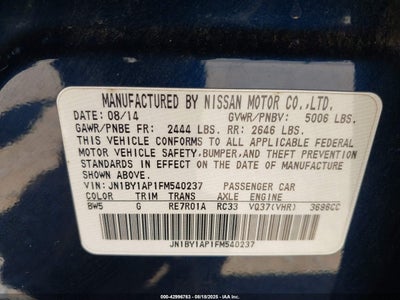 MANUFACTURED BY NISSAN MOTOR CO.,LTD.
DATE: 08/14 GVWR/PNBV: 5006 LBS.
GAWR/PNBE FR: 2444 LBS. RR: 2646 LBS.
THIS VEHICLE CONFORMS TO ALL APPLICABLE FEDERAL
MOTOR VEHICLE SAFETY, BUMPER, AND THEFT PREVENTION
STANDARDS IN EFFECT ON THE DATE OF MANUFACTURE
SHOWN ABOVE.
VIN: JN1BY1AP1FM540237 PASSENGER CAR
COLOR TRIM TRANS AXLE ENGINE
BW5 G RE7R01A RC33 VQ37(VHR) 3696CC
JN1BY1AP1FM540237
000-42996763 - 08/18/2025 - IAAI.COM